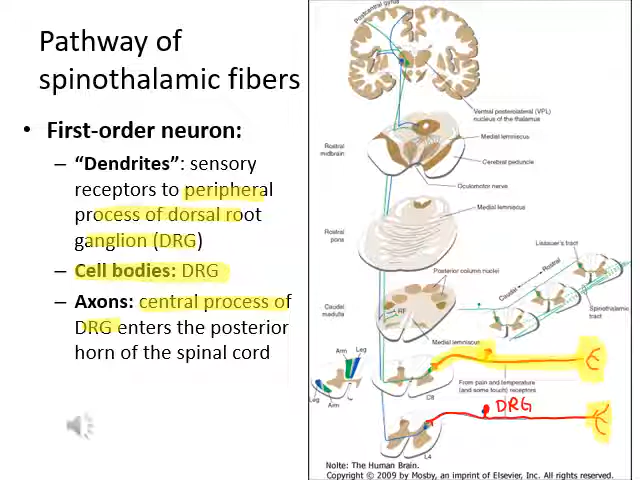 Pathway of
spinothalamic fibers
• First-order neuron:
– “Dendrites”: sensory
receptors to peripheral
process of dorsal root
ganglion (DRG)
– Cell bodies: DRG
– Axons: central process of
DRG enters the posterior
horn of the spinal cord
Postcentral gyrus
Ventral posterolateral (VPL)
nucleus of the thalamus
Rostral
midbrain
Medial lemniscus
Cerebral peduncle
Oculomotor nerve
Rostral
pons
Medial lemniscus
Lissauer's tract
Caudal
Rostral
Posterior column nuclei
Caudal
medulla
RF
Spinothalamic
tract
Medial lemniscus
Arm
Leg
Leg
Arm
C8
From pain and temperature
(and some touch) receptors
DRG
L4
Nolte: The Human Brain.
Copyright © 2009 by Mosby, an imprint of Elsevier, Inc. All rights reserved.